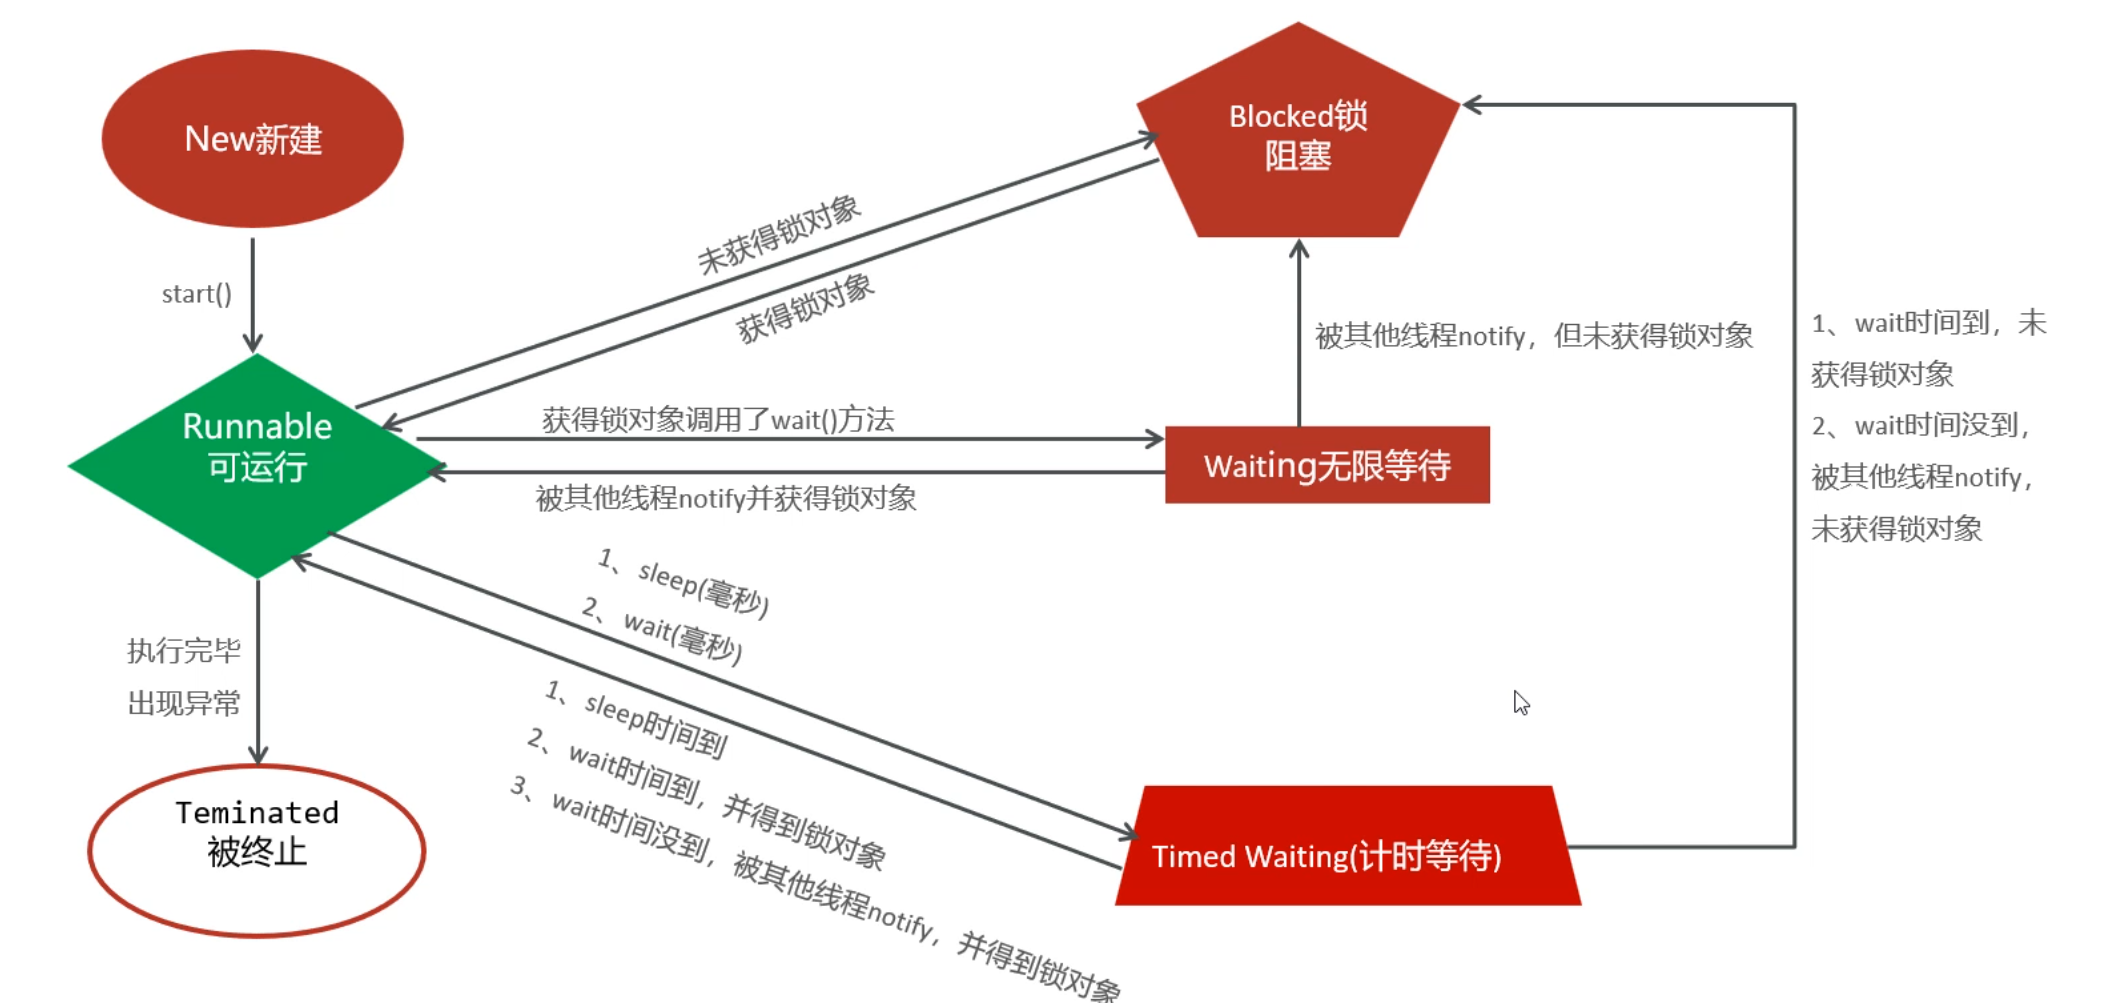 New新建
start()
Runnable
可运行
执行完毕
出现异常
Teminated
被终止
未获得锁对象
获得锁对象
获得锁对象调用了wait()方法
被其他线程notify并获得锁对象
1、sleep(毫秒)
2、wait(毫秒)
1、sleep时间到
2、wait时间到，并得到锁对象
3、wait时间没到，被其他线程notify，并得到锁对象
Blocked锁
阻塞
被其他线程notify，但未获得锁对象
Waiting无限等待
Timed Waiting(计时等待)
1、wait时间到，未
获得锁对象
2、wait时间没到，
被其他线程notify，
未获得锁对象